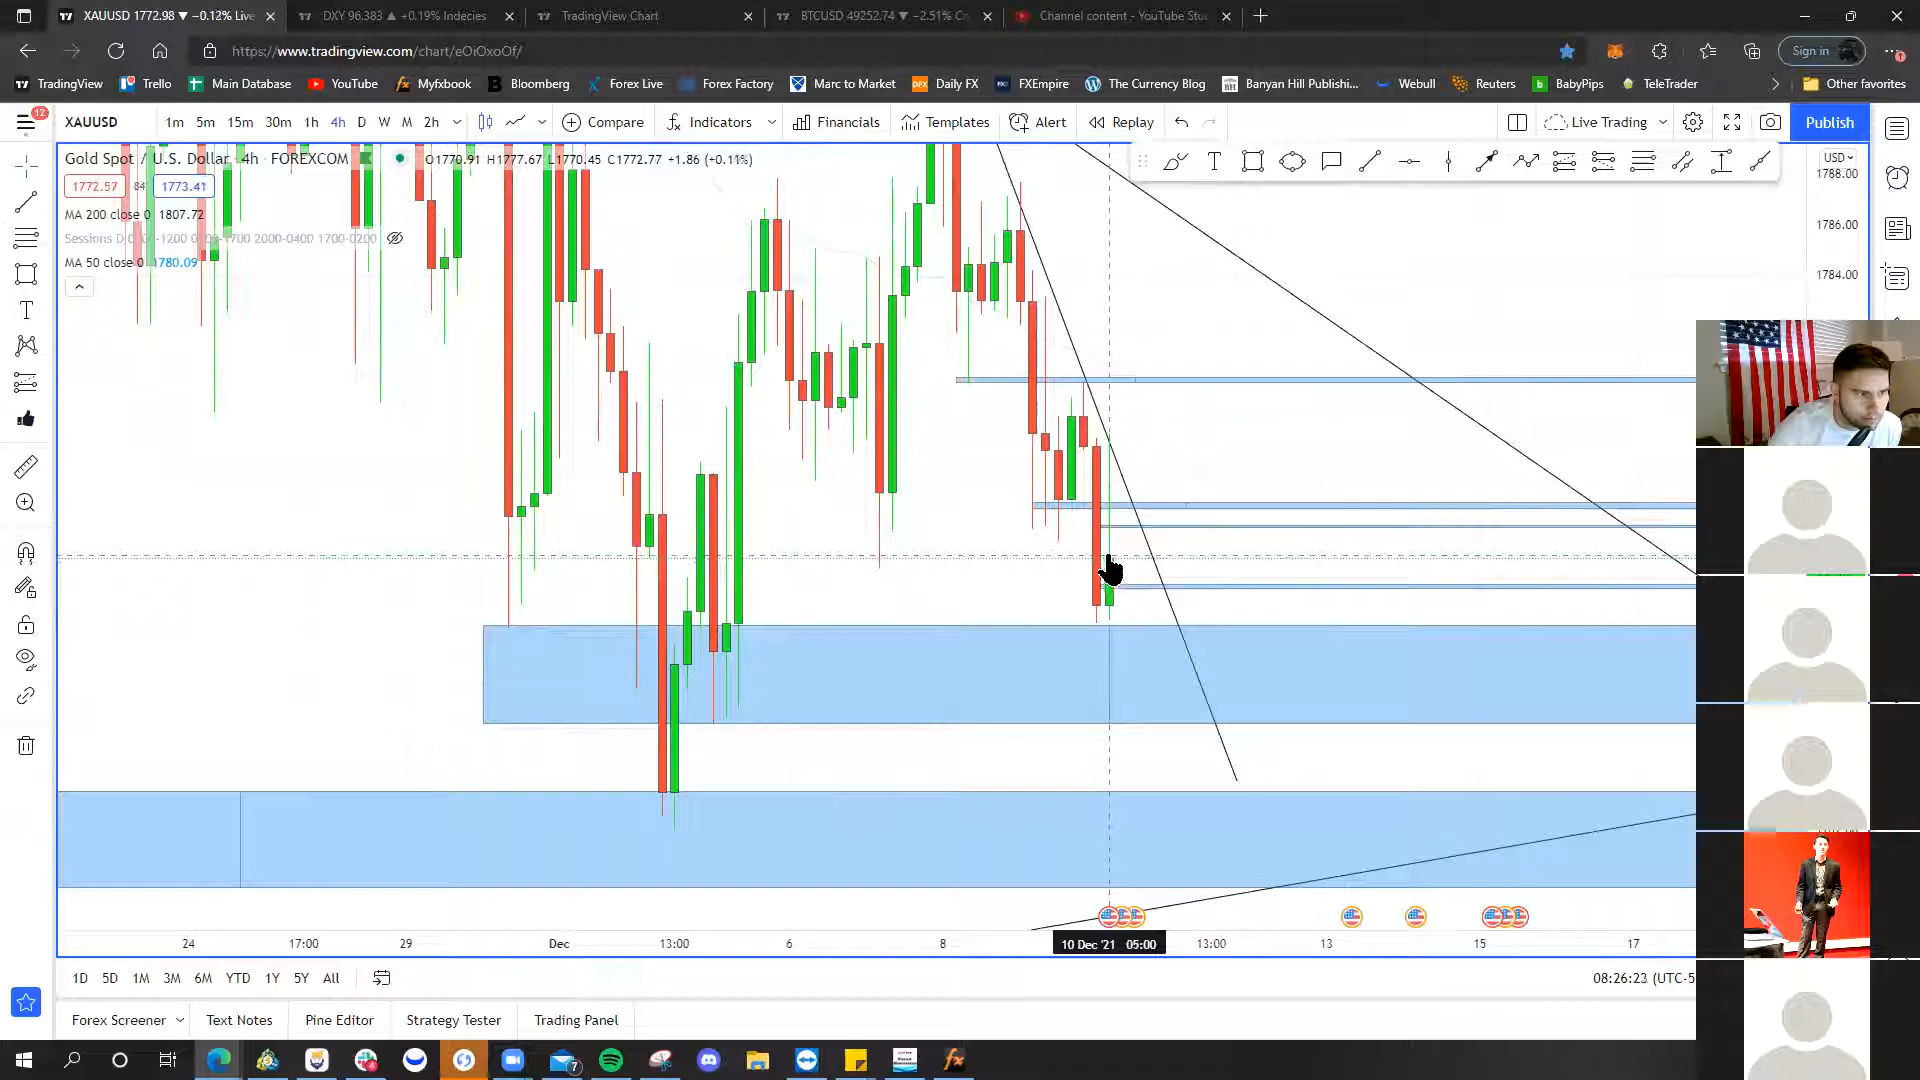 XAUUSD 1772.98 ▼ −0.12% Live
DXY 96.383 ▲ +0.19% Indecies
TradingView Chart
BTCUSD 49252.74 ▼ −2.51% Cr
Channel content - YouTube Stu
https://www.tradingview.com/chart/eOiOxoOf/
Sign in
TradingView
Trello
Main Database
YouTube
Myfxbook
Bloomberg
Forex Live
Forex Factory
Marc to Market
Daily FX
FXEmpire
The Currency Blog
Banyan Hill Publishi...
Webull
Reuters
BabyPips
TeleTrader
Other favorites
12
XAUUSD
1m 5m 15m 30m 1h 4h D W M 2h
Compare
Indicators
Financials
Templates
Alert
Replay
Live Trading
Publish
Gold Spot / U.S. Dollar · 4h · FOREXCOM
O1770.91 H1777.67 L1770.45 C1772.77 +1.86 (+0.11%)
USD
1788.00
1772.57 84 1773.41
MA 200 close 0 1807.72
1786.00
MA 50 close 0 1780.09
1784.00
24 17:00 29 Dec 13:00 6 8 10 Dec '21 05:00 13:00 13 15 17
1D 5D 1M 3M 6M YTD 1Y 5Y All
08:26:23 (UTC-5
Forex Screener
Text Notes
Pine Editor
Strategy Tester
Trading Panel
7